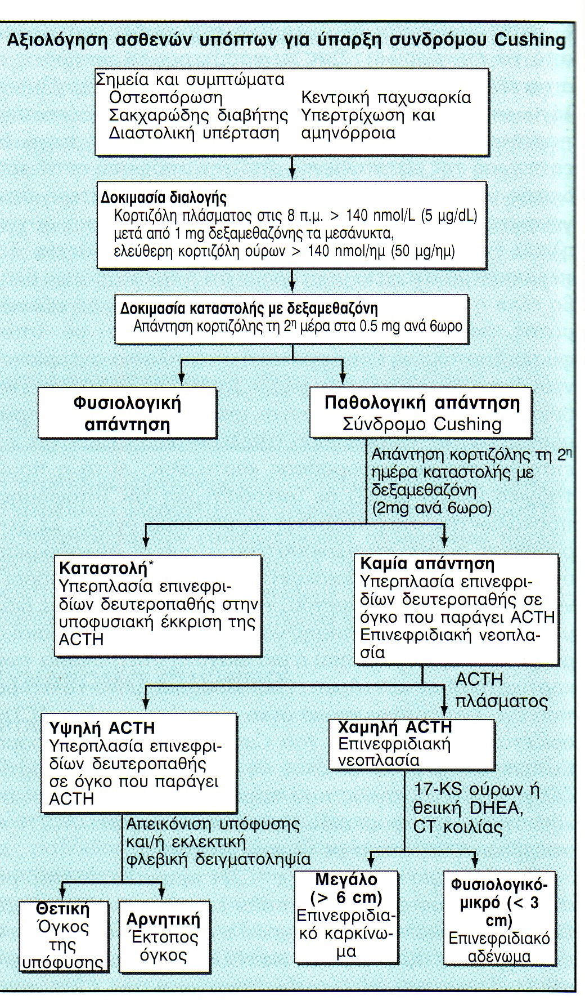 Αξιολόγηση ασθενών υπόπτων για ύπαρξη συνδρόμου Cushing
Σημεία και συμπτώματα
Οστεοπόρωση
Σακχαρώδης διαβήτης
Διαστολική υπέρταση
Κεντρική παχυσαρκία
Υπερτρίχωση και
αμηνόρροια
Δοκιμασία διαλογής
Κορτιζόλη πλάσματος στις 8 π.μ. > 140 nmol/L (5 μg/dL)
μετά από 1 mg δεξαμεθαζόνης τα μεσάνυκτα,
ελεύθερη κορτιζόλη ούρων > 140 nmol/ημ (50 μg/ημ)
Δοκιμασία καταστολής με δεξαμεθαζόνη
Απάντηση κορτιζόλης τη 2η μέρα στα 0.5 mg ανά 6ωρο
Φυσιολογική
απάντηση
Παθολογική απάντηση
Σύνδρομο Cushing
Απάντηση κορτιζόλης τη 2η
ημέρα καταστολής με
δεξαμεθαζόνη
(2mg ανά 6ωρο)
Καταστολή*
Υπερπλασία επινεφρι-
δίων δευτεροπαθής στην
υποφυσιακή έκκριση της
ACTH
Καμία απάντηση
Υπερπλασία επινεφρι-
δίων δευτεροπαθής σε
όγκο που παράγει ACTH
Επινεφριδιακή νεοπλα-
σία
ACTH
πλάσματος
Υψηλή ACTH
Υπερπλασία επινεφρι-
δίων δευτεροπαθής
σε όγκο που παράγει
ACTH
Χαμηλή ACTH
Επινεφριδιακή
νεοπλασία
Απεικόνιση υπόφυσης
και/ή εκλεκτική
φλεβική δειγματοληψία
17-KS ούρων ή
θειική DHEA,
CT κοιλίας
Θετική
Όγκος
της
υπόφυσης
Αρνητική
Έκτοπος
όγκος
Μεγάλο
(> 6 cm)
Επινεφριδια-
κό καρκίνω-
μα
Φυσιολογικό-
μικρό (< 3
cm)
Επινεφριδιακό
αδένωμα